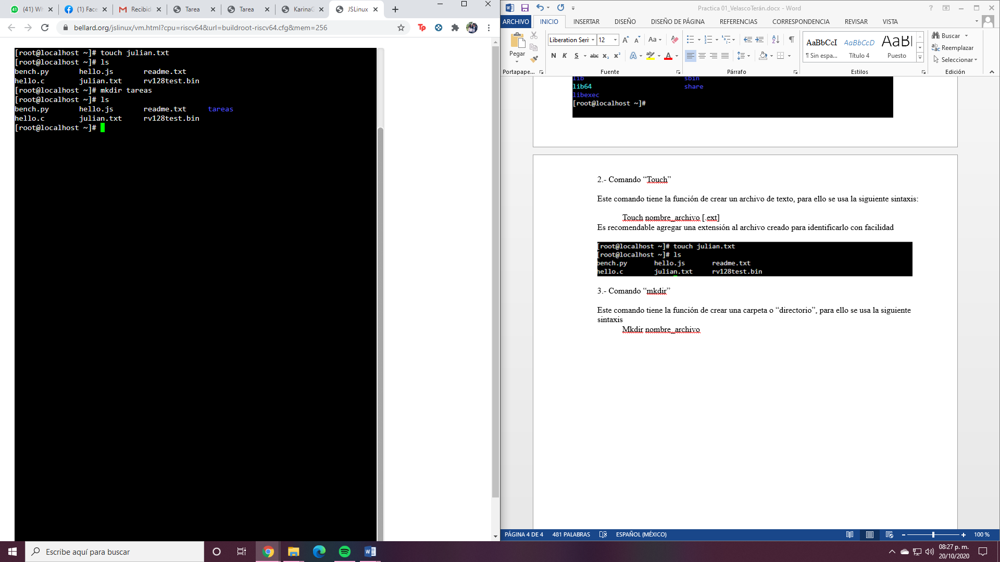 (41) Wh
(1) Face
Recibid
Tarea
Tarea
KarinaG
JSLinux
bellard.org/jslinux/vm.html?cpu=riscv64&url=buildroot-riscv64.cfg&mem=256
[root@localhost ~]# touch julian.txt
[root@localhost ~]# ls
bench.py hello.js readme.txt
hello.c julian.txt rv128test.bin
[root@localhost ~]# mkdir tareas
[root@localhost ~]# ls
bench.py hello.js readme.txt tareas
hello.c julian.txt rv128test.bin
[root@localhost ~]#
Practica 01_VelascoTerán.docx - Word
ARCHIVO INICIO INSERTAR DISEÑO DISEÑO DE PÁGINA REFERENCIAS CORRESPONDENCIA REVISAR VISTA
Pegar
Liberation Seri 12
N K S abc x₂ x²
AaBbCcI AaBbCcD AaBl
¶ Sin espa... Título 4 Puesto
Buscar
Reemplazar
Seleccionar
Portapape... Fuente Párrafo Estilos Edición
lib sbin
lib64 share
libexec
[root@localhost ~]#
2.- Comando “Touch”
Este comando tiene la función de crear un archivo de texto, para ello se usa la siguiente sintaxis:
Touch nombre_archivo [.ext]
Es recomendable agregar una extensión al archivo creado para identificarlo con facilidad
[root@localhost ~]# touch julian.txt
[root@localhost ~]# ls
bench.py hello.js readme.txt
hello.c julian.txt rv128test.bin
3.- Comando “mkdir”
Este comando tiene la función de crear una carpeta o “directorio”, para ello se usa la siguiente
sintaxis
Mkdir nombre_archivo
PÁGINA 4 DE 4 481 PALABRAS ESPAÑOL (MÉXICO) 100 %
Escribe aquí para buscar
08:27 p. m.
20/10/2020